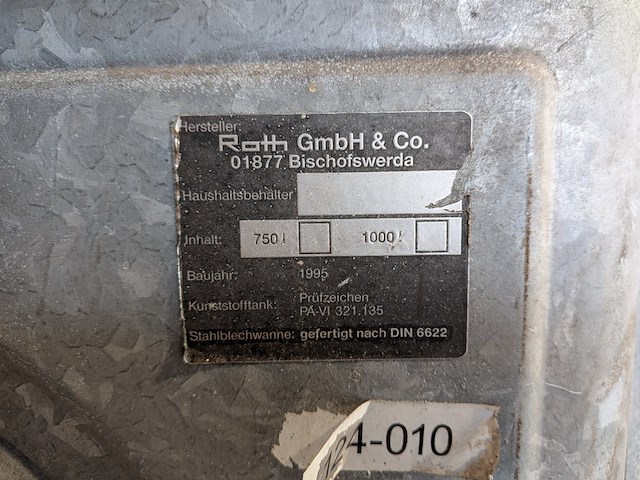 Hersteller:
Roth GmbH & Co.
01877 Bischofswerda
Haushaltsbehälter
Inhalt: 750 l 1000 l
Baujahr: 1995
Kunststofftank: Prüfzeichen
PA-VI 321.135
Stahlblechwanne: gefertigt nach DIN 6622
4-010